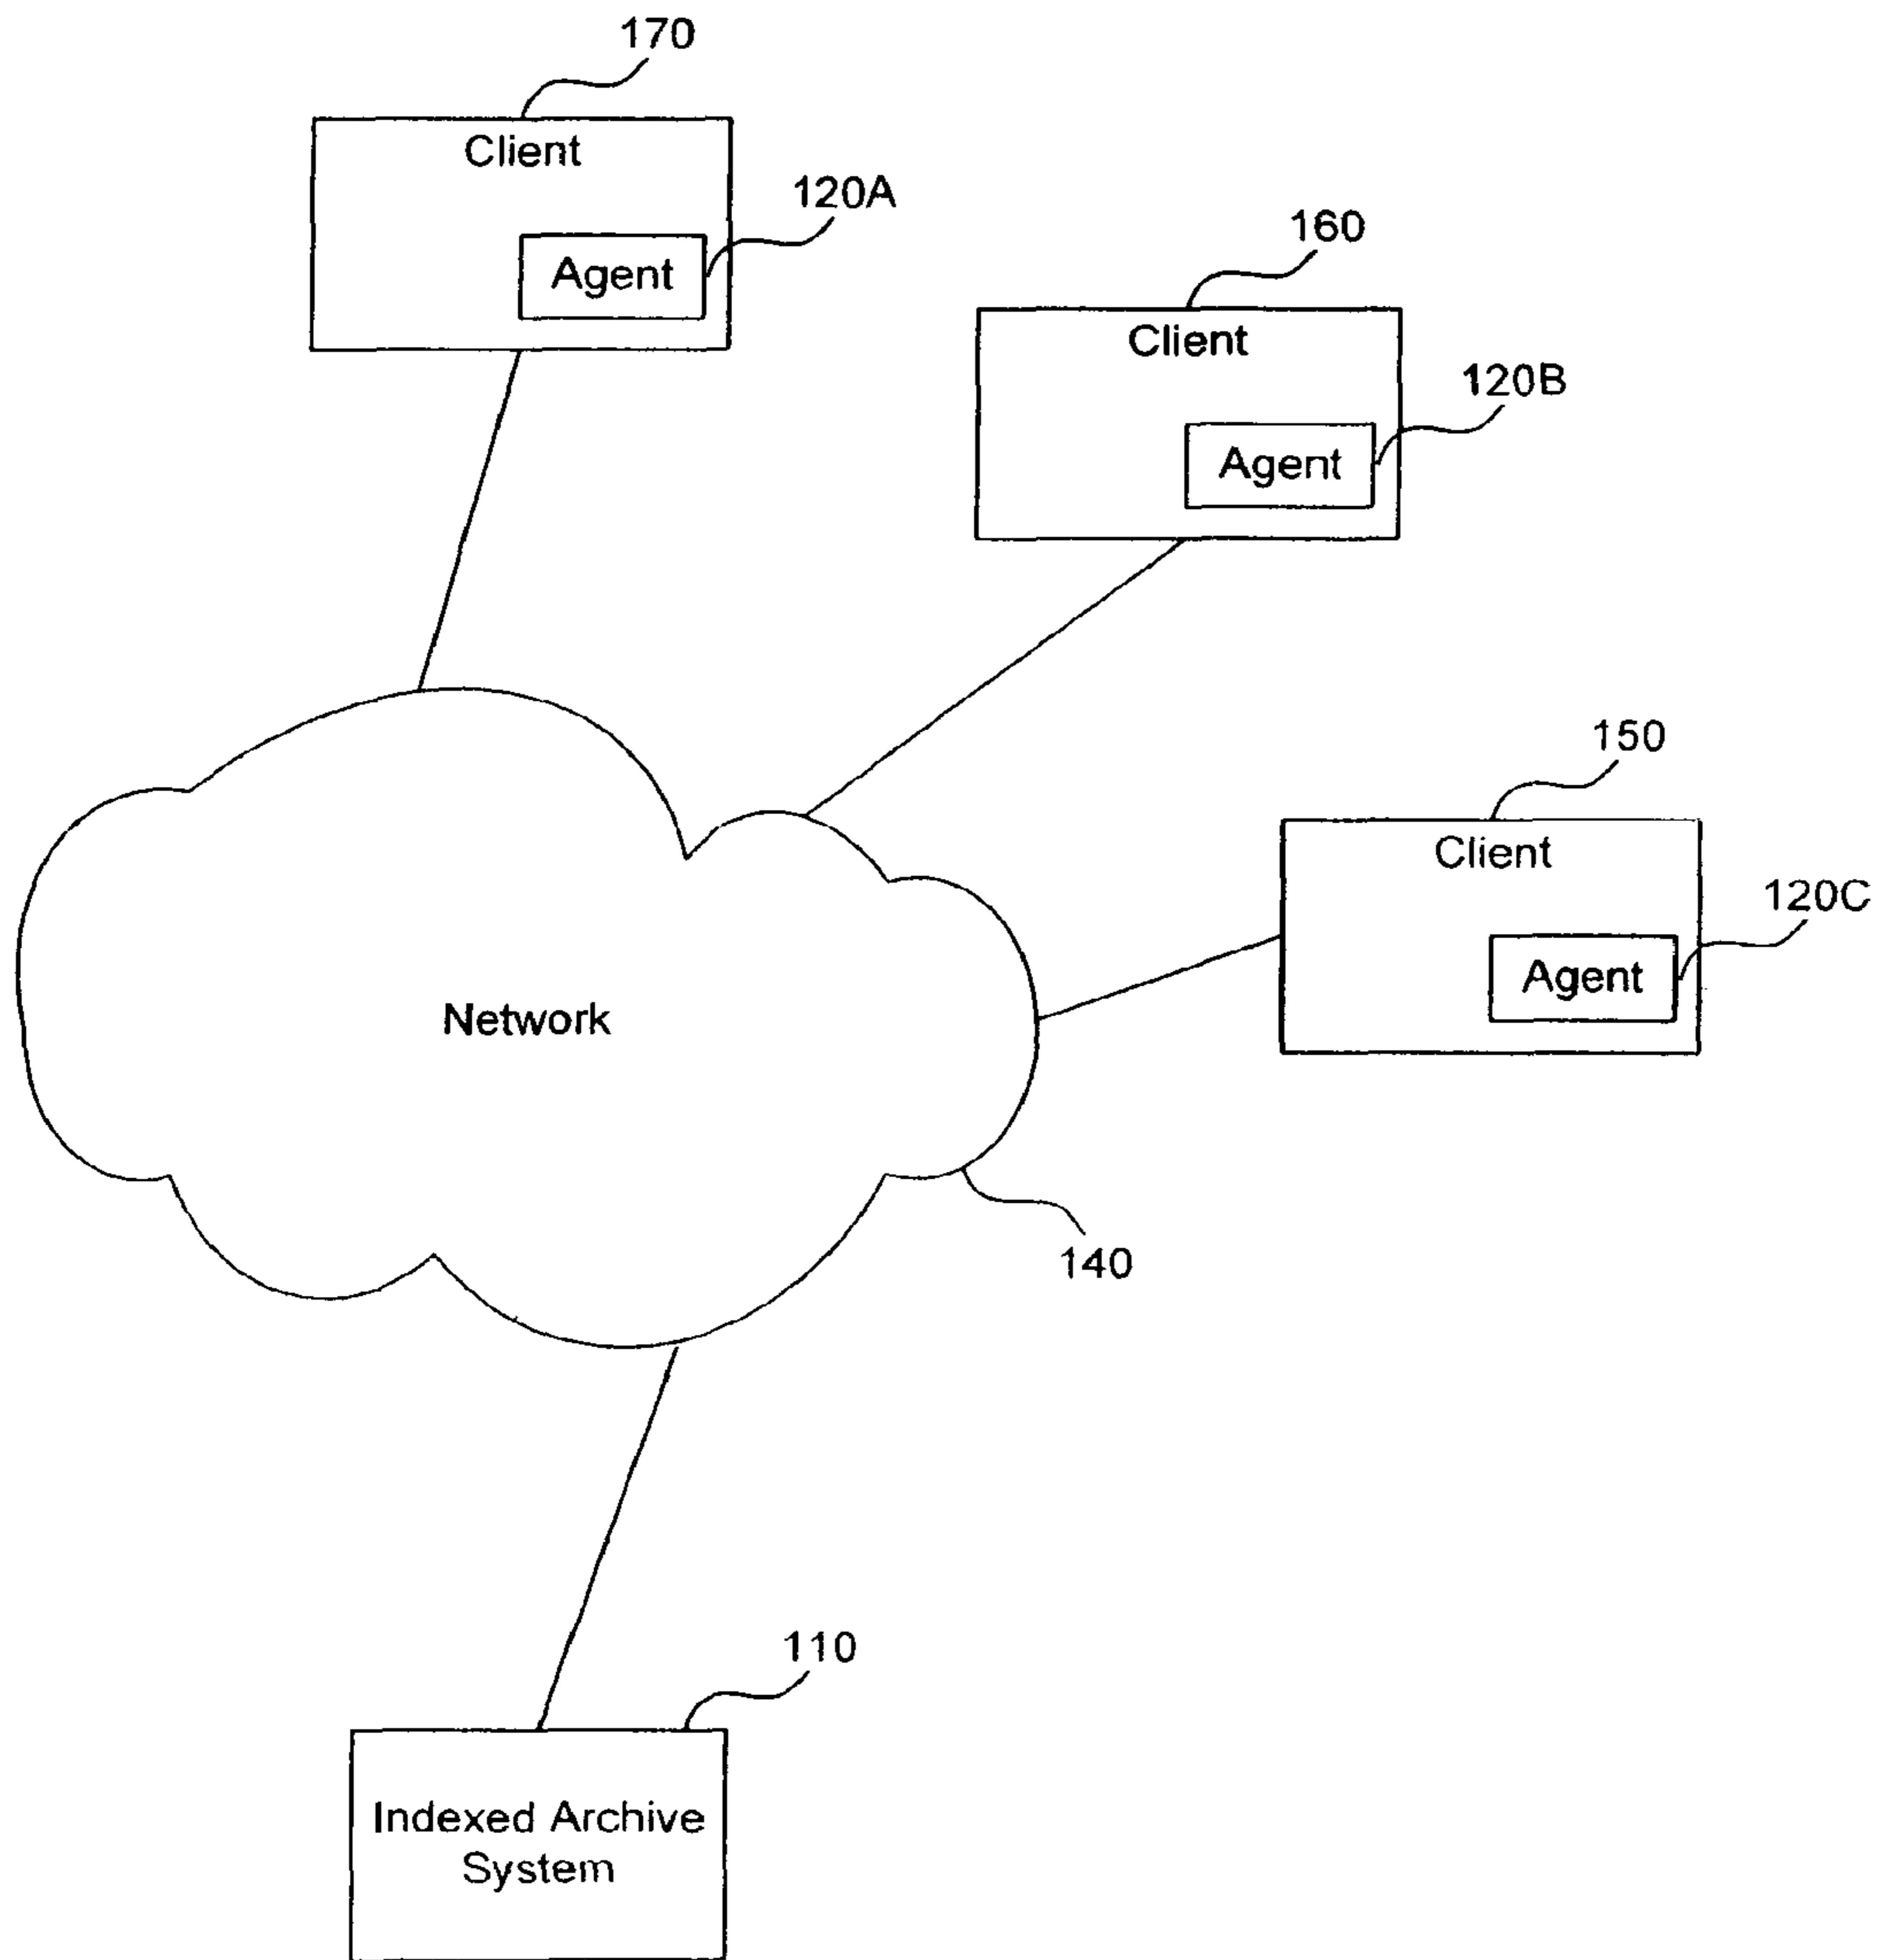 170
Client
120A
Agent
160
Client
120B
Agent
150
Client
120C
Agent
Network
140
110
Indexed Archive
System